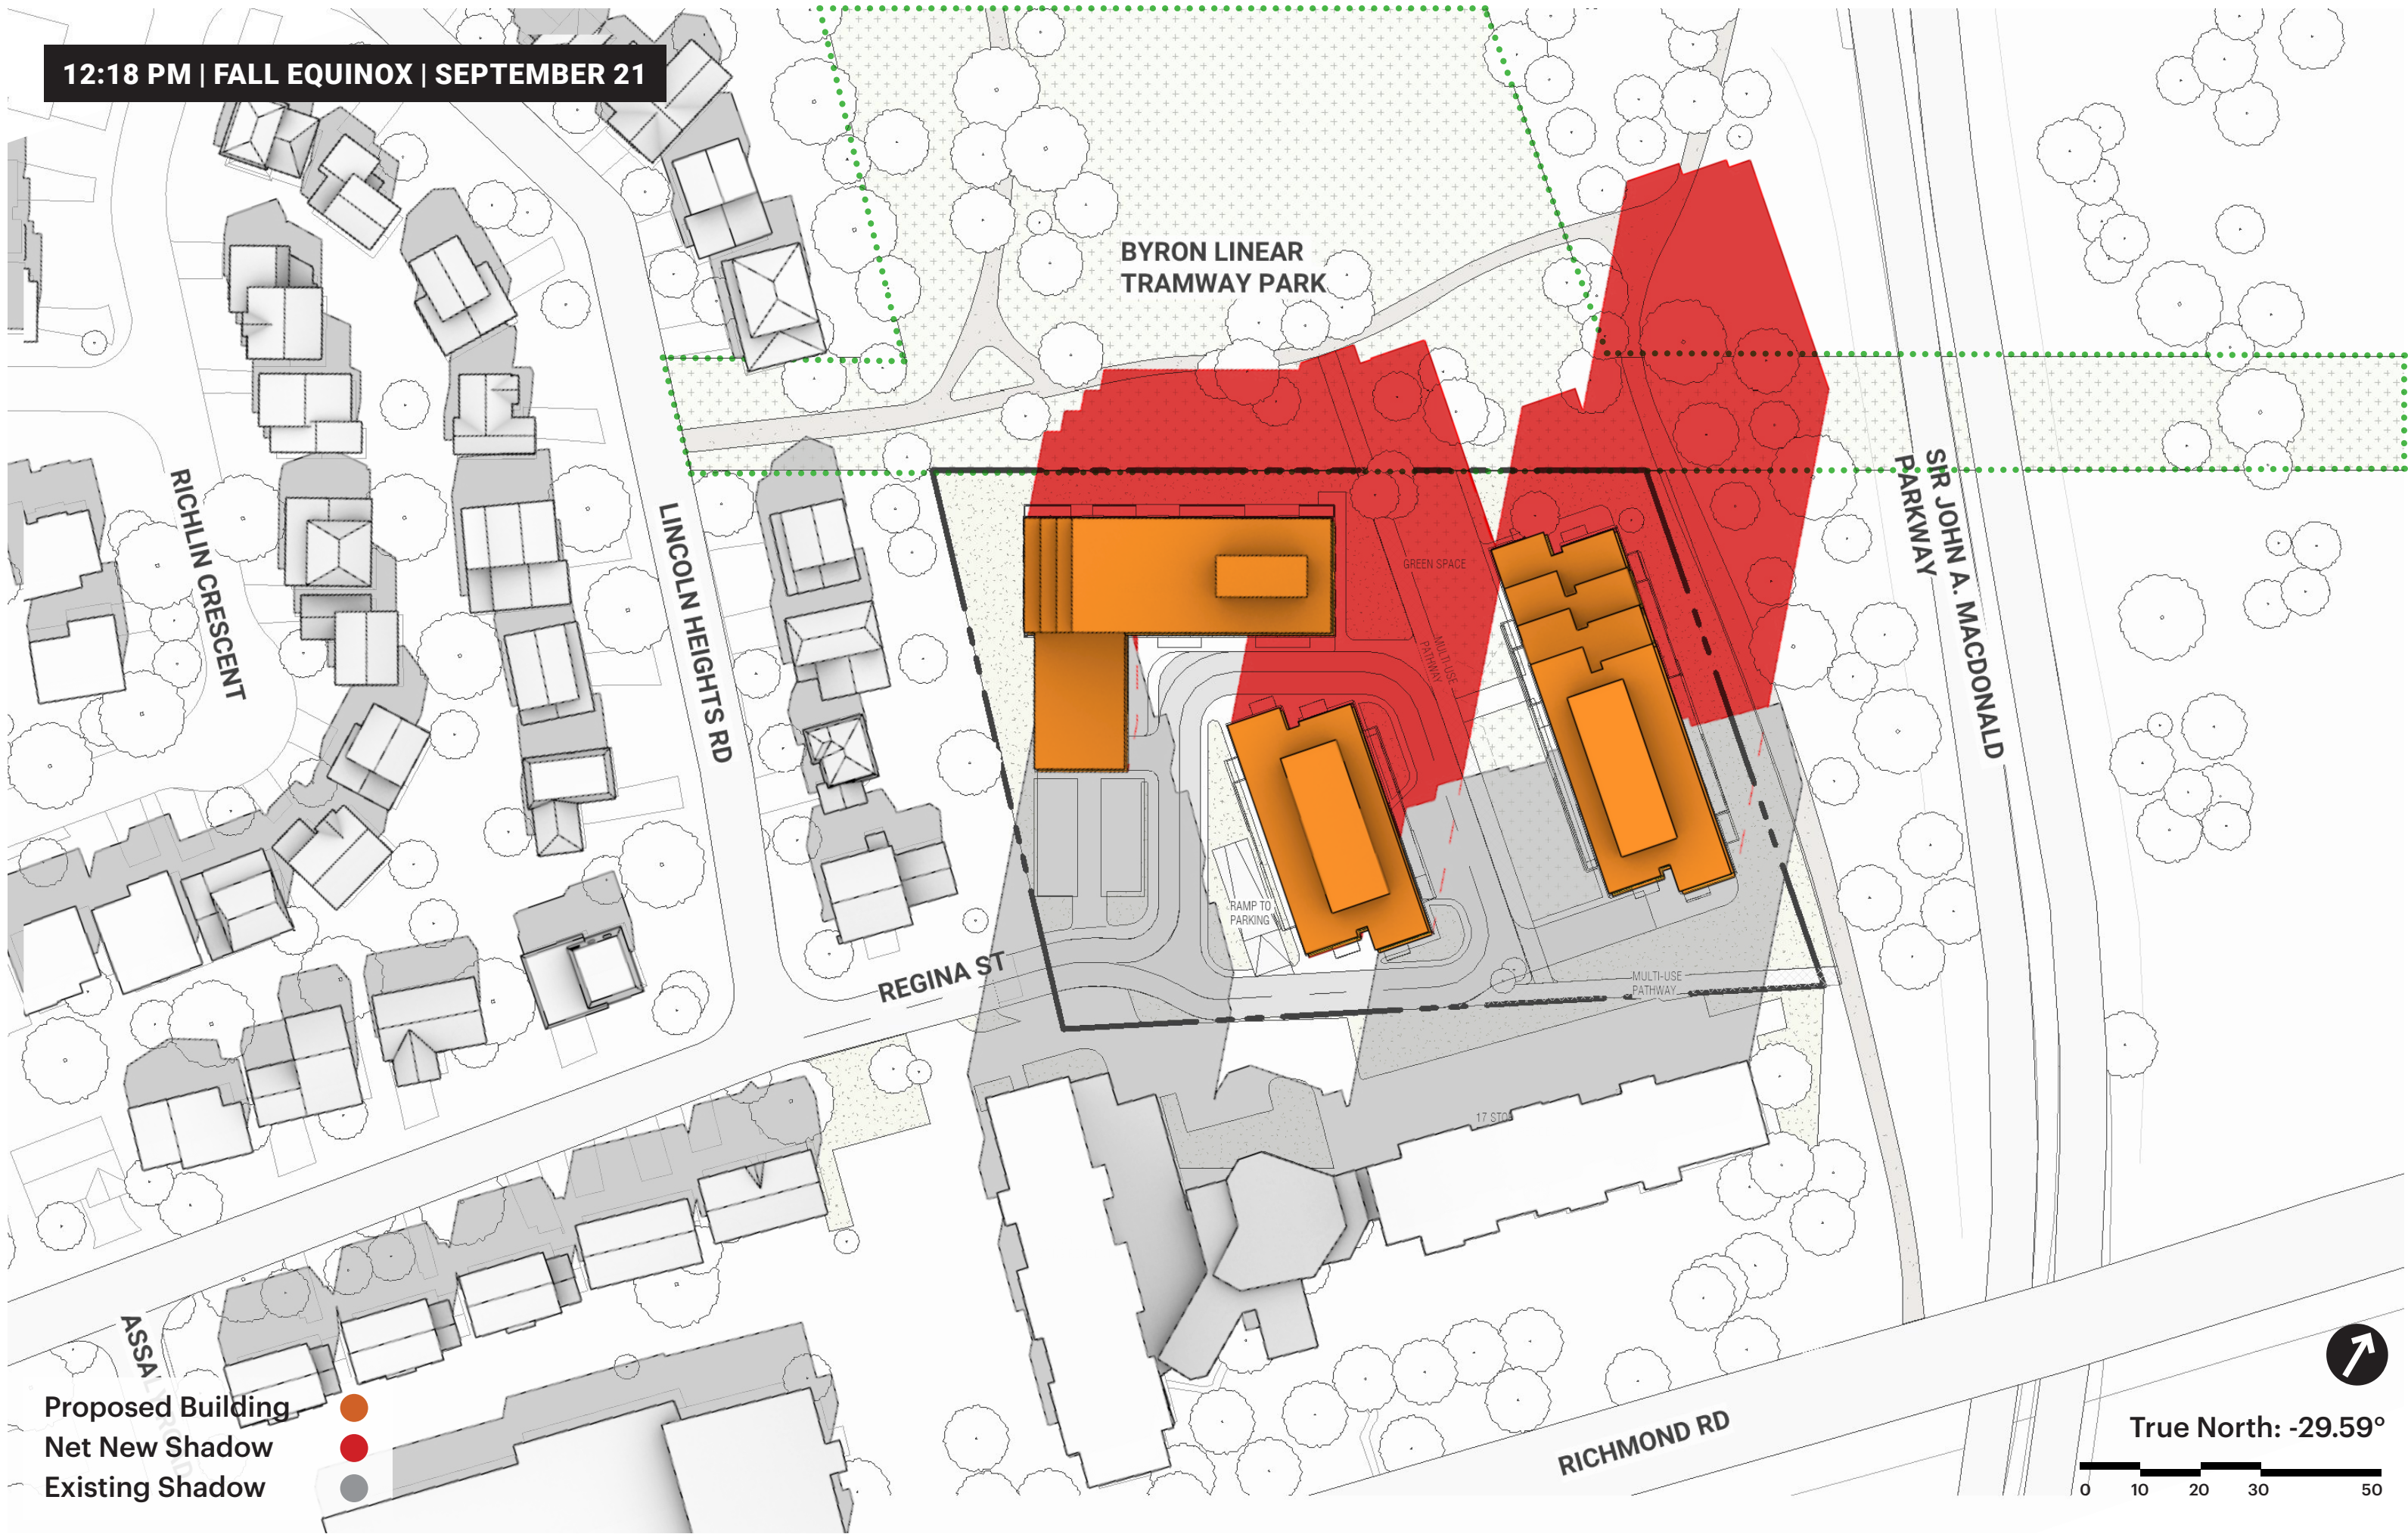 12:18 PM | FALL EQUINOX | SEPTEMBER 21
BYRON LINEAR
TRAMWAY PARK
RICHLIN CRESCENT
LINCOLN HEIGHTS RD
SIR JOHN A. MACDONALD
PARKWAY
GREEN SPACE
MULTI-USE
PATHWAY
RAMP TO
PARKING
REGINA ST
MULTI-USE
PATHWAY
17 STO
RICHMOND RD
Proposed Building
Net New Shadow
Existing Shadow
True North: -29.59°
0 10 20 30 50